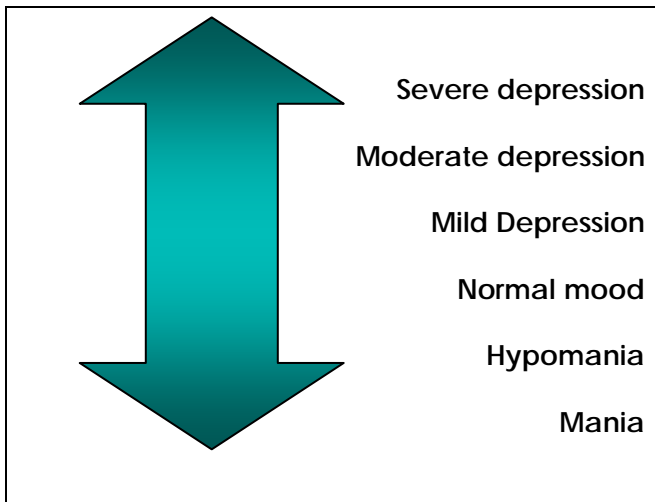 Severe depression
Moderate depression
Mild Depression
Normal mood
Hypomania
Mania